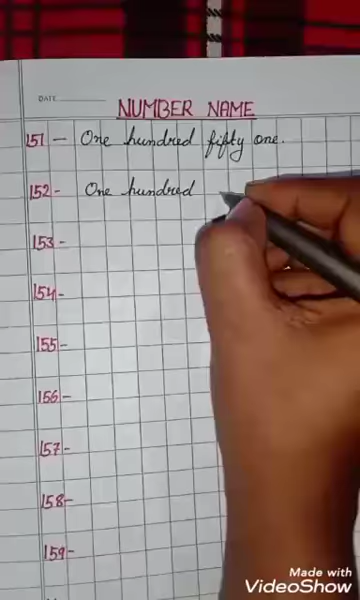 DATE
NUMBER NAME
151 - One hundred fifty one.
152 - One hundred
153 -
154 -
155 -
156 -
157 -
158 -
159 -
Made with
VideoShow